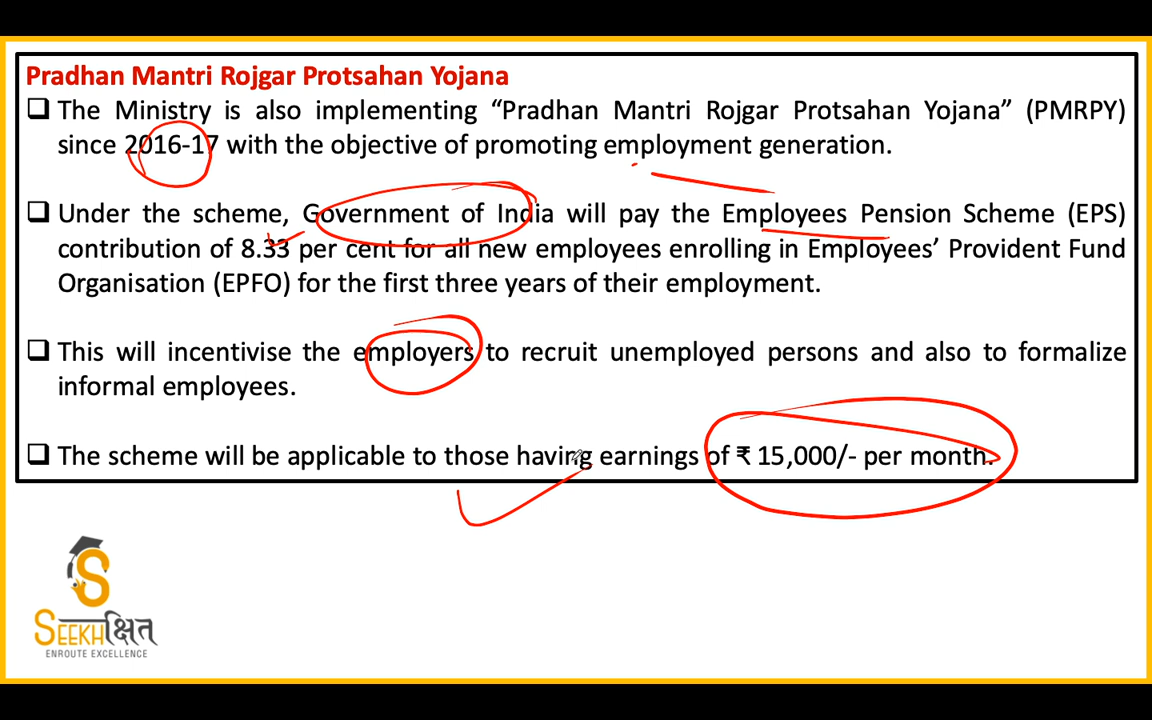 Pradhan Mantri Rojgar Protsahan Yojana
❑ The Ministry is also implementing “Pradhan Mantri Rojgar Protsahan Yojana” (PMRPY)
since 2016-17 with the objective of promoting employment generation.
❑ Under the scheme, Government of India will pay the Employees Pension Scheme (EPS)
contribution of 8.33 per cent for all new employees enrolling in Employees’ Provident Fund
Organisation (EPFO) for the first three years of their employment.
❑ This will incentivise the employers to recruit unemployed persons and also to formalize
informal employees.
❑ The scheme will be applicable to those having earnings of ₹ 15,000/- per month.
SEEKHक्षित
ENROUTE EXCELLENCE